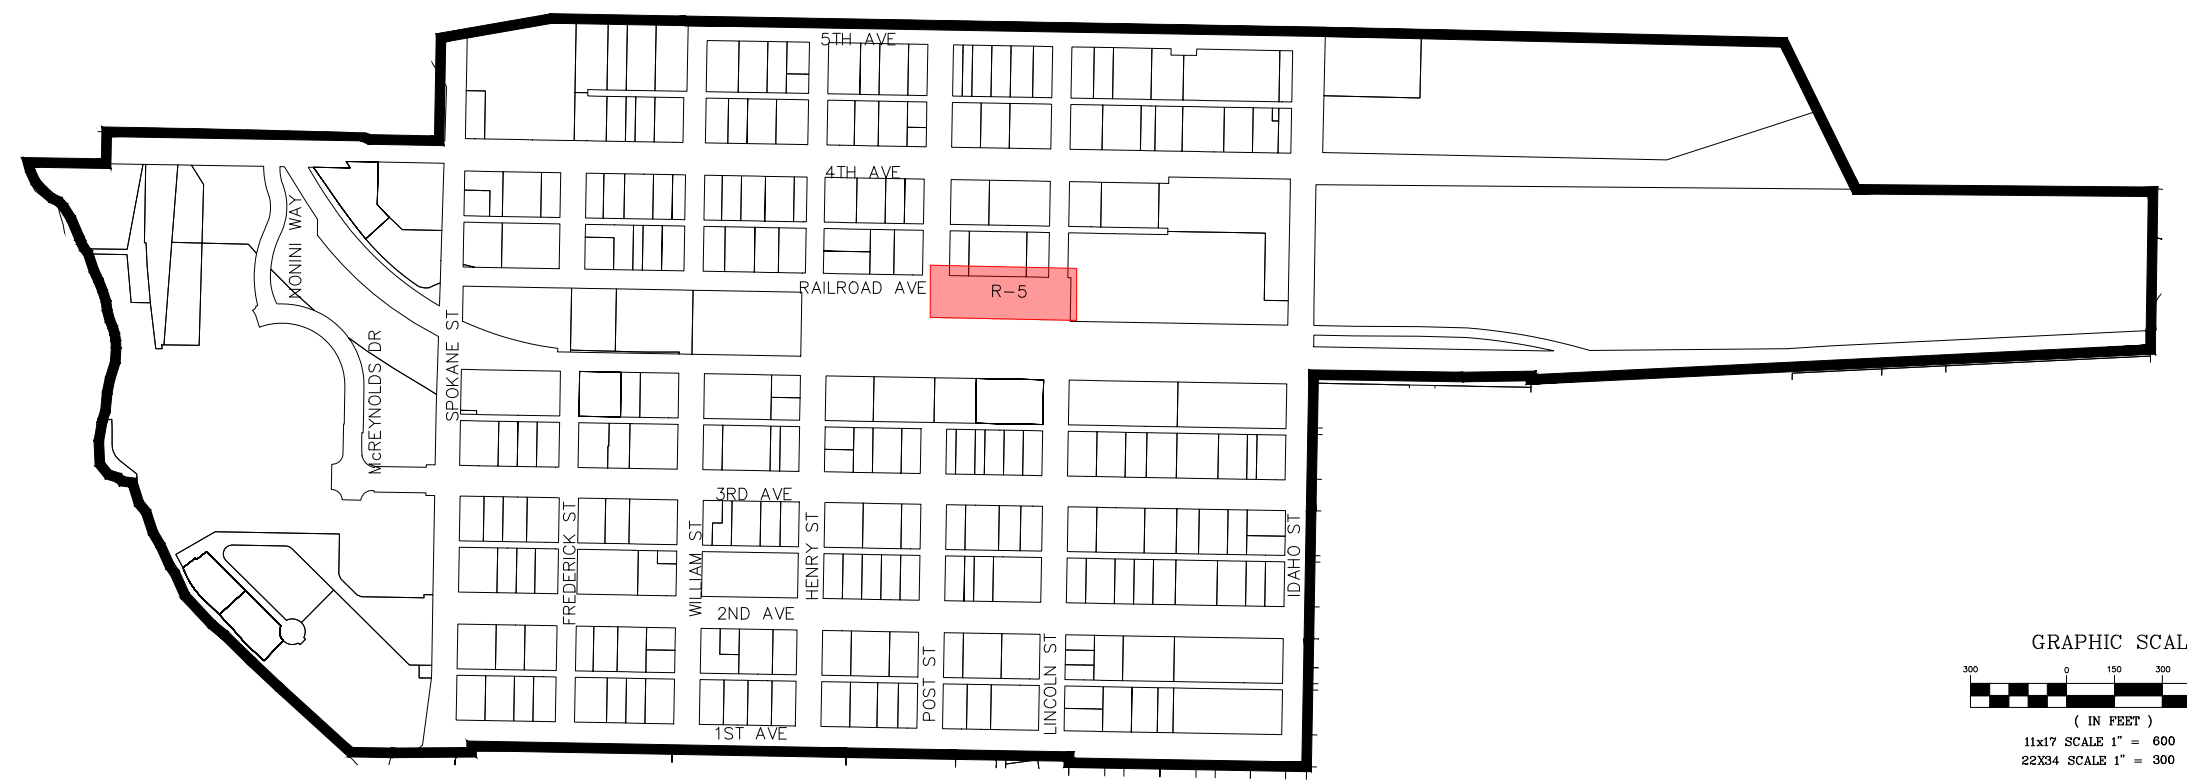 5TH AVE
4TH AVE
NONINI WAY
RAILROAD AVE
R-5
SPOKANE ST
McREYNOLDS DR
3RD AVE
FREDERICK ST
WILLIAM ST
HENRY ST
IDAHO ST
2ND AVE
POST ST
LINCOLN ST
1ST AVE
GRAPHIC SCAL
300 0 150 300
( IN FEET )
11x17 SCALE 1" = 600
22X34 SCALE 1" = 300